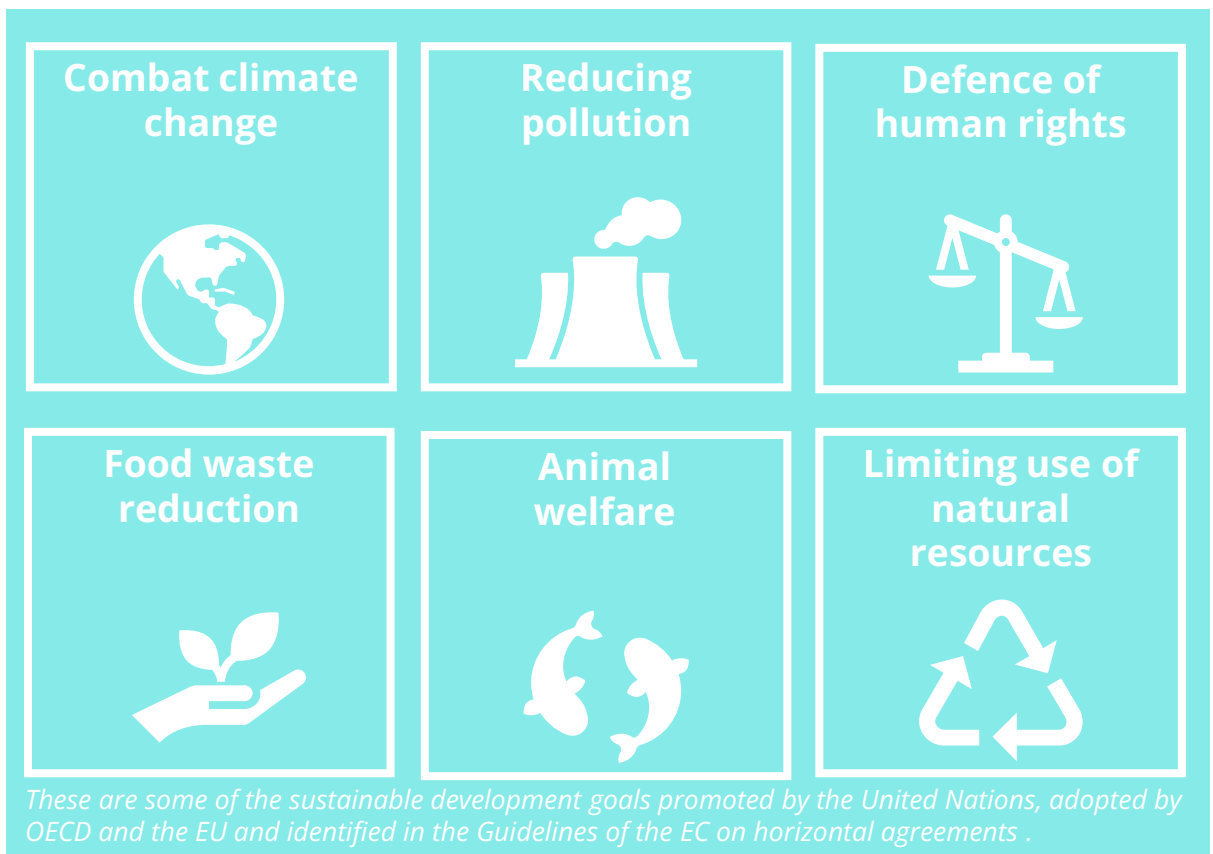 Combat climate
change
Reducing
pollution
Defence of
human rights
Food waste
reduction
Animal
welfare
Limiting use of
natural
resources
These are some of the sustainable development goals promoted by the United Nations, adopted by
OECD and the EU and identified in the Guidelines of the EC on horizontal agreements .